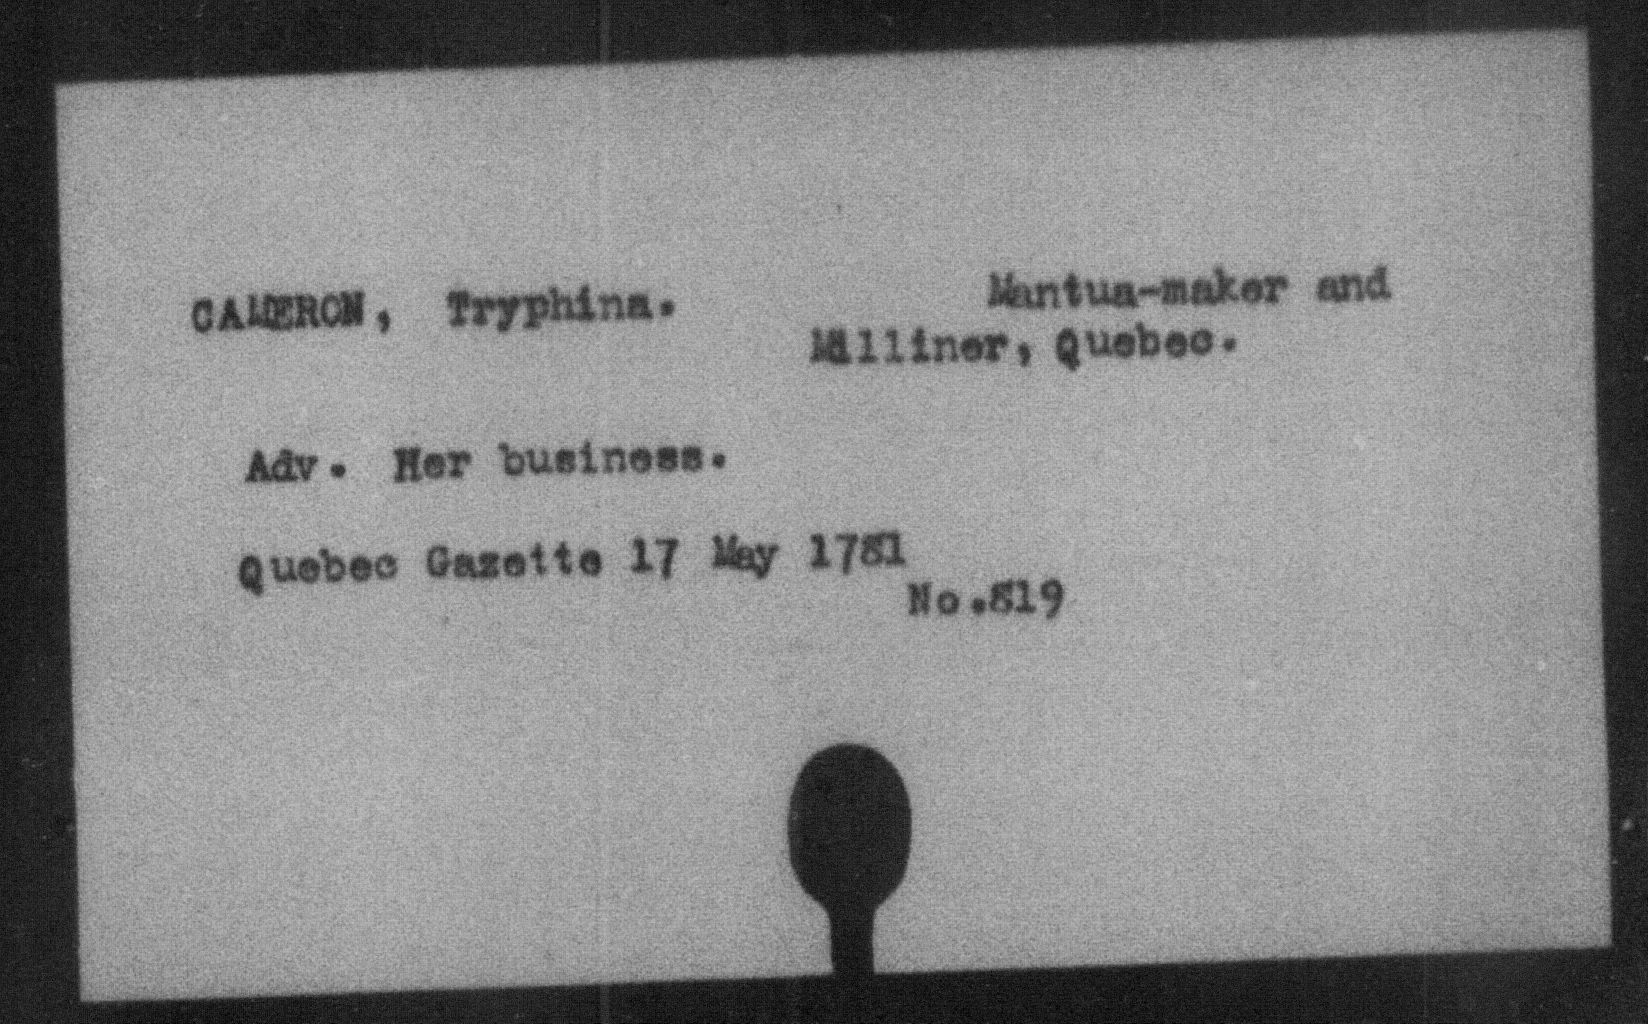 CAMERON, Tryphina. Mantua-maker and
Milliner, Quebec.
Adv. Her business.
Quebec Gazette 17 May 1781
No.819